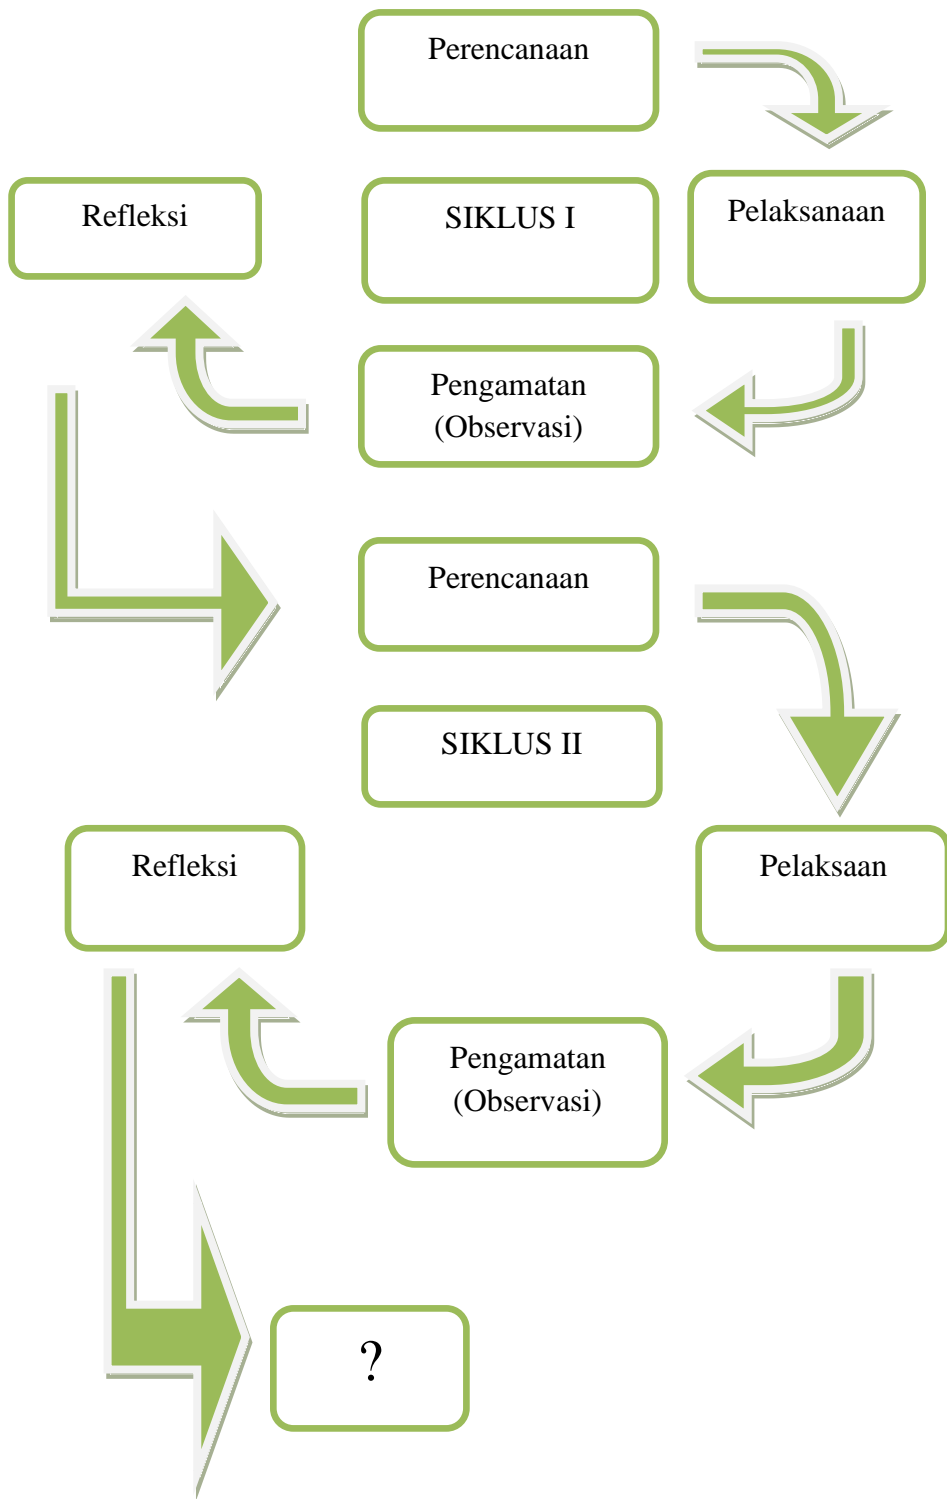 Perencanaan
Refleksi
SIKLUS I
Pelaksanaan
Pengamatan
(Observasi)
Perencanaan
SIKLUS II
Refleksi
Pelaksaan
Pengamatan
(Observasi)
?